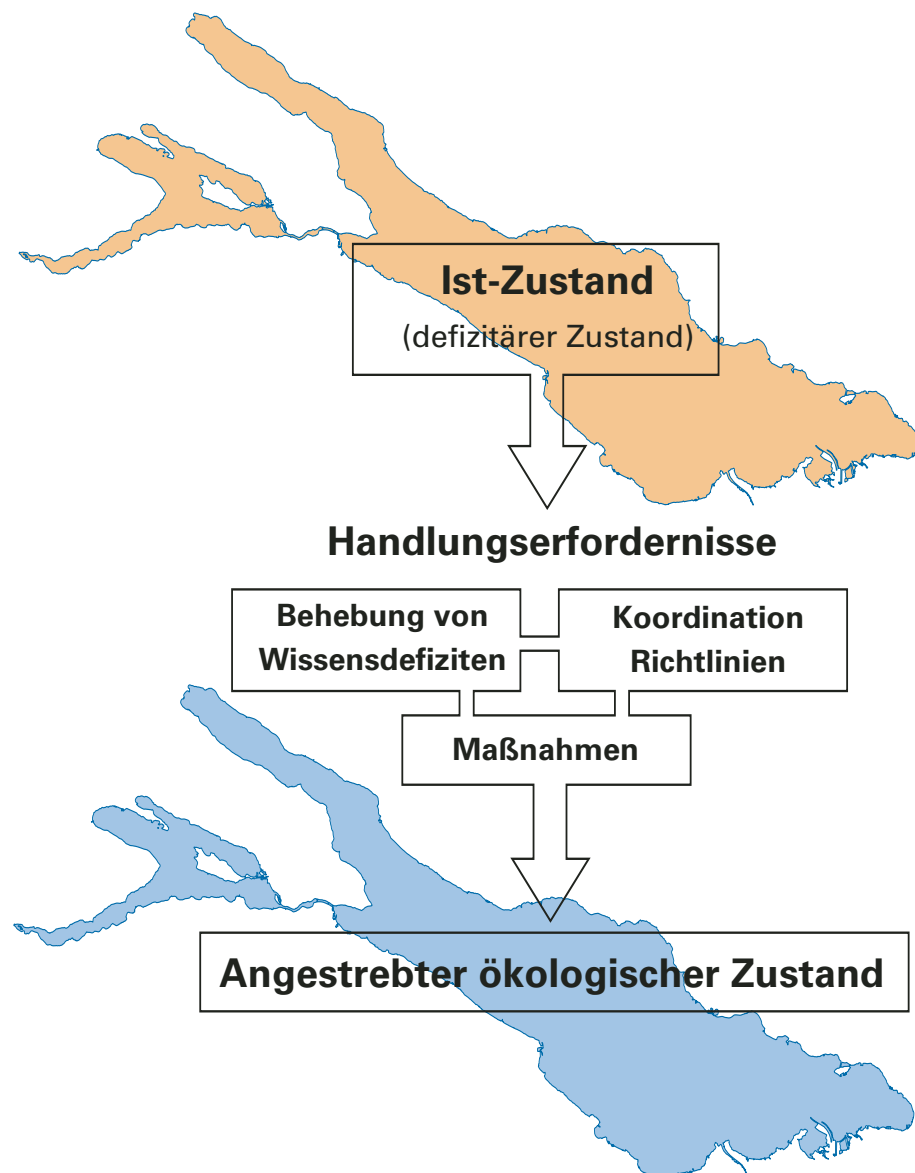 Ist-Zustand
(defizitärer Zustand)
Handlungserfordernisse
Behebung von
Wissensdefiziten
Koordination
Richtlinien
Maßnahmen
Angestrebter ökologischer Zustand